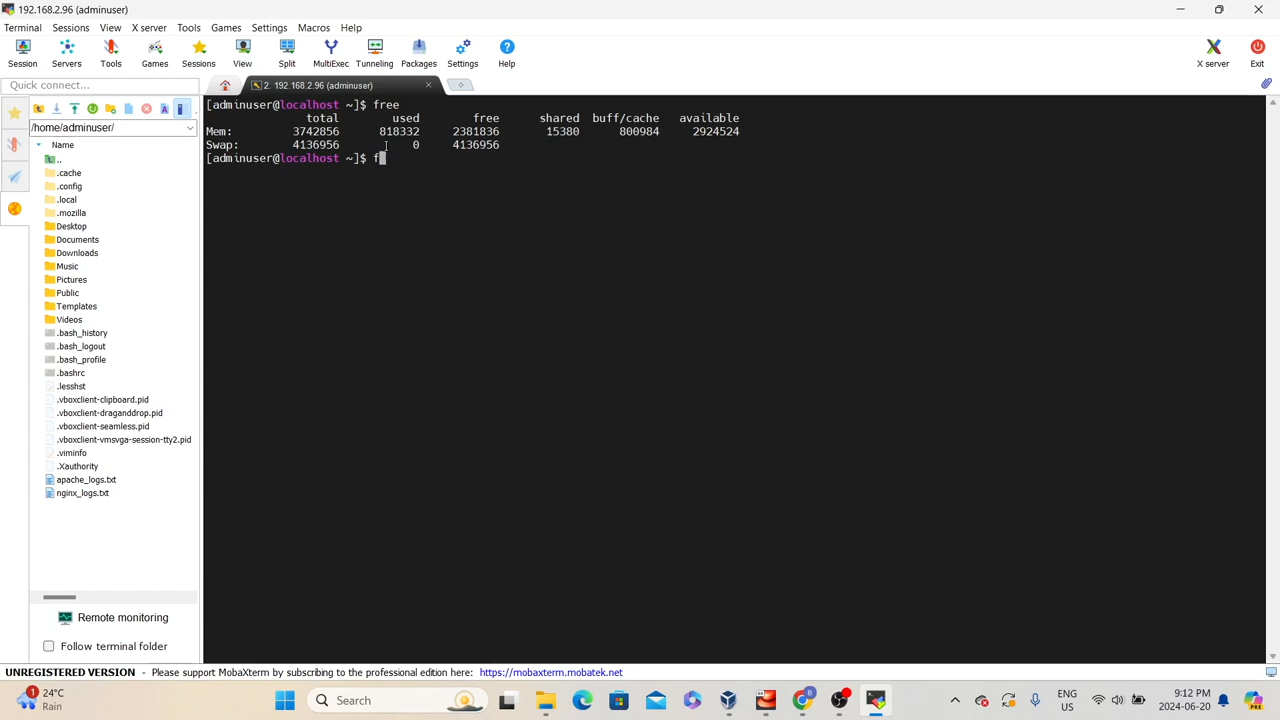 192.168.2.96 (adminuser)
Terminal Sessions View X server Tools Games Settings Macros Help
Session Servers Tools Games Sessions View Split MultiExec Tunneling Packages Settings Help X server Exit
Quick connect...
2. 192.168.2.96 (adminuser)
/home/adminuser/
Name
..
.cache
.config
.local
.mozilla
Desktop
Documents
Downloads
Music
Pictures
Public
Templates
Videos
.bash_history
.bash_logout
.bash_profile
.bashrc
.lesshst
.vboxclient-clipboard.pid
.vboxclient-draganddrop.pid
.vboxclient-seamless.pid
.vboxclient-vmsvga-session-tty2.pid
.viminfo
.Xauthority
apache_logs.txt
nginx_logs.txt
Remote monitoring
Follow terminal folder
[adminuser@localhost ~]$ free
total used free shared buff/cache available
Mem: 3742856 818332 2381836 15380 800984 2924524
Swap: 4136956 0 4136956
[adminuser@localhost ~]$ f
UNREGISTERED VERSION - Please support MobaXterm by subscribing to the professional edition here: https://mobaxterm.mobatek.net
1
24°C
Rain
Search
8
ENG
US
9:12 PM
2024-06-20
PRE